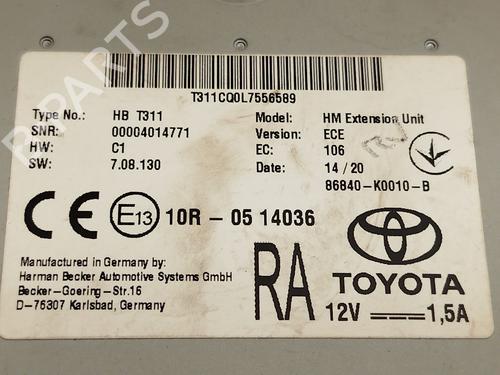 B-PARTS
T311CQ0L7556589
Type No.: HB T311 Model: HM Extension Unit
SNR: 00004014771 Version: ECE
HW: C1 EC: 106
SW: 7.08.130 Date: 14/20
86840-K0010-B
CE E13 10R-05 14036
Manufactured in Germany by:
Harman Becker Automotive Systems GmbH
Becker-Goering-Str.16
D-76307 Karlsbad, Germany
RA
TOYOTA
12V 1,5A